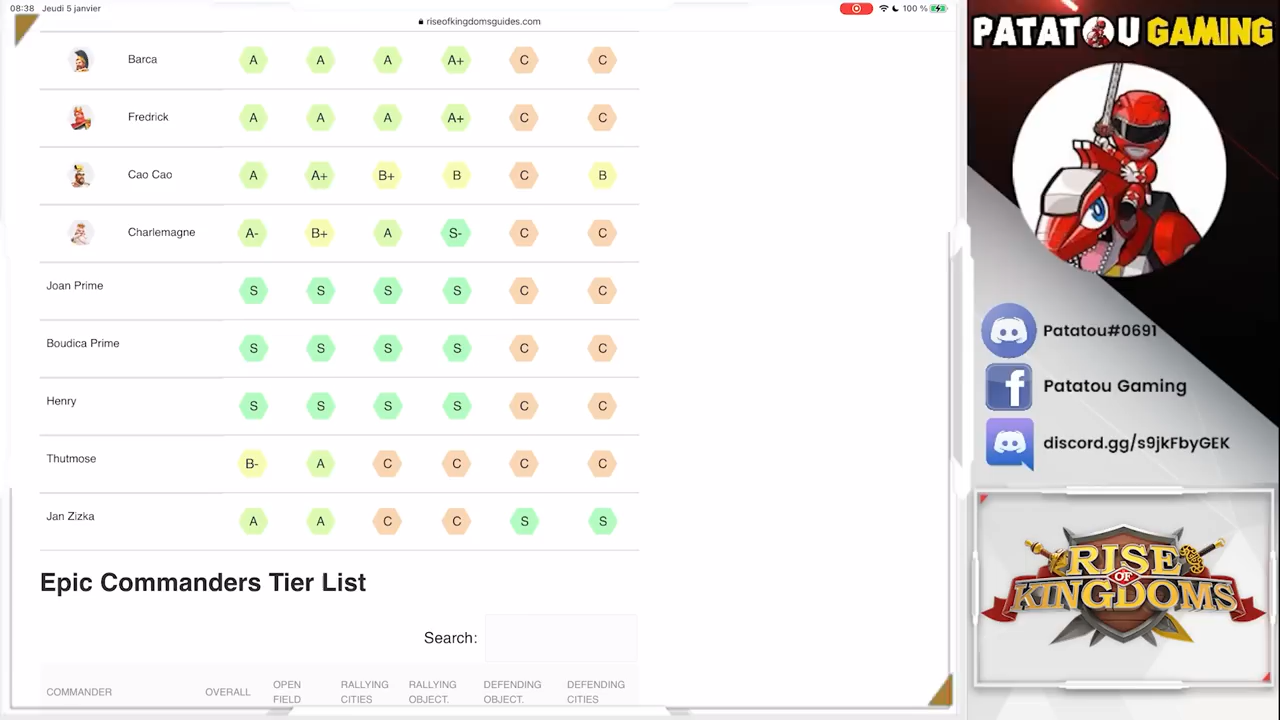 08:38 Jeudi 5 janvier
riseofkingdomsguides.com
100 %
Barca A A A A+ C C
Fredrick A A A A+ C C
Cao Cao A A+ B+ B C B
Charlemagne A- B+ A S- C C
Joan Prime S S S S C C
Boudica Prime S S S S C C
Henry S S S S C C
Thutmose B- A C C C C
Jan Zizka A A C C S S
Epic Commanders Tier List
Search:
COMMANDER OVERALL OPEN FIELD RALLYING CITIES RALLYING OBJECT. DEFENDING OBJECT. DEFENDING CITIES
PATATOU GAMING
Patatou#0691
Patatou Gaming
discord.gg/s9jkFbyGEK
RISE
OF
KINGDOMS